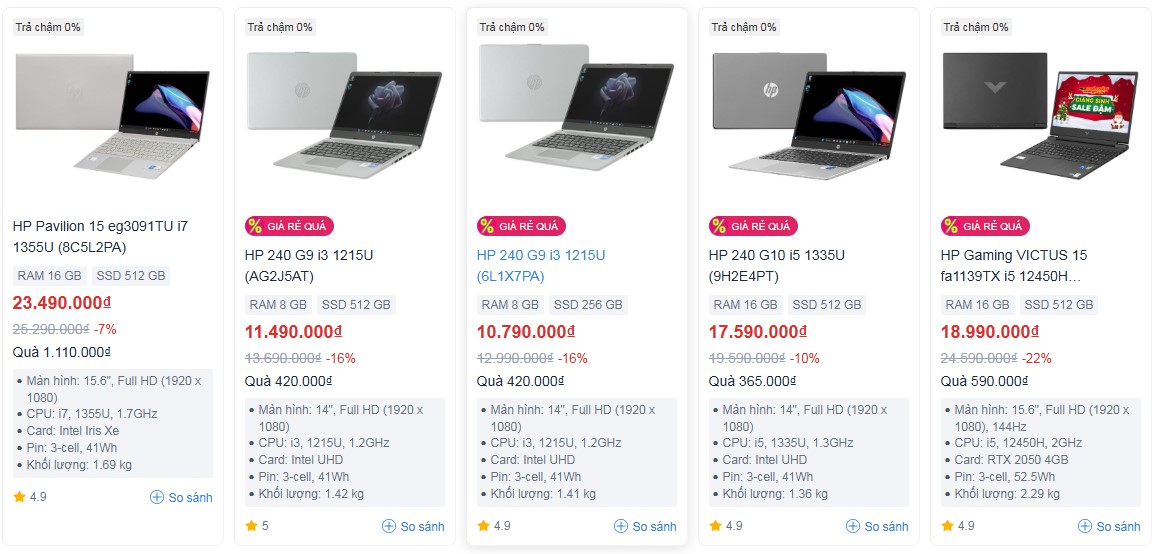 Trả chậm 0%
HP Pavilion 15 eg3091TU i7
1355U (8C5L2PA)
RAM 16 GB SSD 512 GB
23.490.000₫
25.290.000₫ -7%
Quà 1.110.000₫
• Màn hình: 15.6", Full HD (1920 x
1080)
• CPU: i7, 1355U, 1.7GHz
• Card: Intel Iris Xe
• Pin: 3-cell, 41Wh
• Khối lượng: 1.69 kg
4.9 So sánh
Trả chậm 0%
GIÁ RẺ QUÁ
HP 240 G9 i3 1215U
(AG2J5AT)
RAM 8 GB SSD 512 GB
11.490.000₫
13.690.000₫ -16%
Quà 420.000₫
• Màn hình: 14", Full HD (1920 x
1080)
• CPU: i3, 1215U, 1.2GHz
• Card: Intel UHD
• Pin: 3-cell, 41Wh
• Khối lượng: 1.42 kg
5 So sánh
Trả chậm 0%
GIÁ RẺ QUÁ
HP 240 G9 i3 1215U
(6L1X7PA)
RAM 8 GB SSD 256 GB
10.790.000₫
12.990.000₫ -16%
Quà 420.000₫
• Màn hình: 14", Full HD (1920 x
1080)
• CPU: i3, 1215U, 1.2GHz
• Card: Intel UHD
• Pin: 3-cell, 41Wh
• Khối lượng: 1.41 kg
4.9 So sánh
Trả chậm 0%
hp
GIÁ RẺ QUÁ
HP 240 G10 i5 1335U
(9H2E4PT)
RAM 16 GB SSD 512 GB
17.590.000₫
19.590.000₫ -10%
Quà 365.000₫
• Màn hình: 14", Full HD (1920 x
1080)
• CPU: i5, 1335U, 1.3GHz
• Card: Intel UHD
• Pin: 3-cell, 41Wh
• Khối lượng: 1.36 kg
4.9 So sánh
Trả chậm 0%
GIÁNG SINH
SALE ĐẬM
GIÁ RẺ QUÁ
HP Gaming VICTUS 15
fa1139TX i5 12450H...
RAM 16 GB SSD 512 GB
18.990.000₫
24.590.000₫ -22%
Quà 590.000₫
• Màn hình: 15.6", Full HD (1920 x
1080), 144Hz
• CPU: i5, 12450H, 2GHz
• Card: RTX 2050 4GB
• Pin: 3-cell, 52.5Wh
• Khối lượng: 2.29 kg
4.9 So sánh